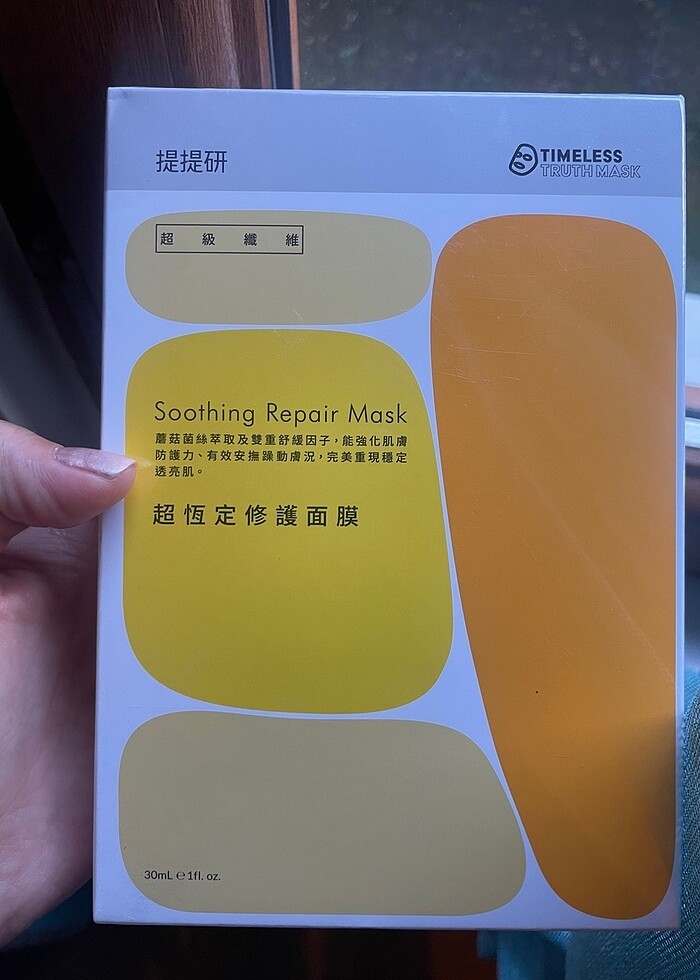 提提研
TIMELESS
TRUTH MASK
超級纖維
Soothing Repair Mask
蘑菇菌絲萃取及雙重舒緩因子，能強化肌膚
防護力、有效安撫躁動膚況，完美重現穩定
透亮肌。
超恆定修護面膜
30mL ℮ 1fl. oz.